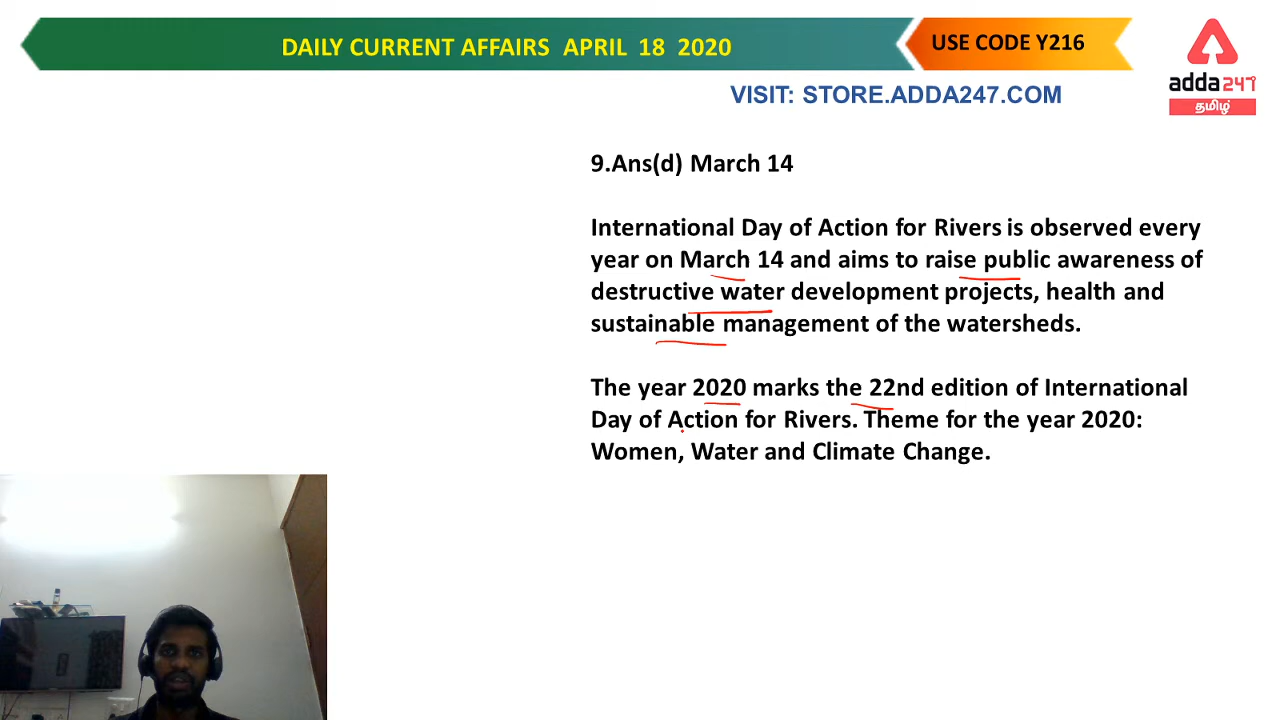 DAILY CURRENT AFFAIRS APRIL 18 2020
USE CODE Y216
adda247
தமிழ்
VISIT: STORE.ADDA247.COM
9.Ans(d) March 14
International Day of Action for Rivers is observed every
year on March 14 and aims to raise public awareness of
destructive water development projects, health and
sustainable management of the watersheds.
The year 2020 marks the 22nd edition of International
Day of Action for Rivers. Theme for the year 2020:
Women, Water and Climate Change.